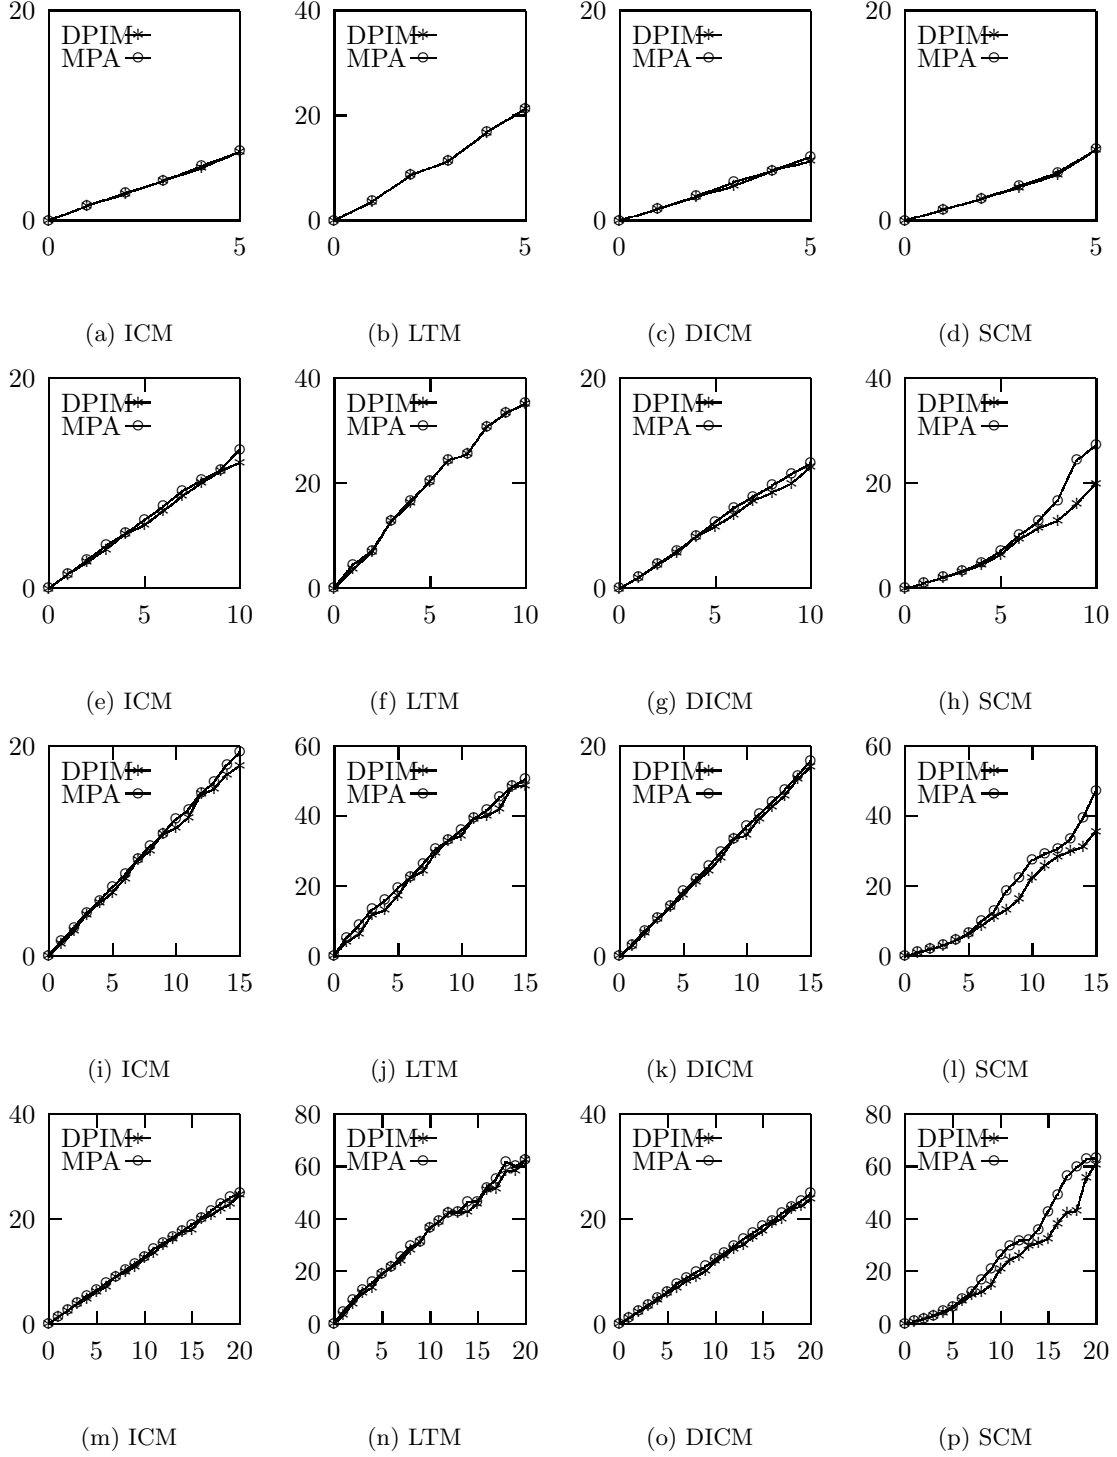 20 40 20 20
DPIM DPIM DPIM DPIM
MPA MPA MPA MPA
20
0 0 0 0
0 5 0 5 0 5 0 5
(a) ICM (b) LTM (c) DICM (d) SCM
20 40 20 40
DPIM DPIM DPIM DPIM
MPA MPA MPA MPA
20 20
0 0 0 0
0 5 10 0 5 10 0 5 10 0 5 10
(e) ICM (f) LTM (g) DICM (h) SCM
20 60 20 60
DPIM DPIM DPIM DPIM
MPA MPA MPA MPA
40 40
20 20
0 0 0 0
0 5 10 15 0 5 10 15 0 5 10 15 0 5 10 15
(i) ICM (j) LTM (k) DICM (l) SCM
40 80 40 80
DPIM DPIM DPIM DPIM
MPA MPA MPA MPA
60 60
20 40 20 40
20 20
0 0 0 0
0 5 10 15 20 0 5 10 15 20 0 5 10 15 20 0 5 10 15 20
(m) ICM (n) LTM (o) DICM (p) SCM